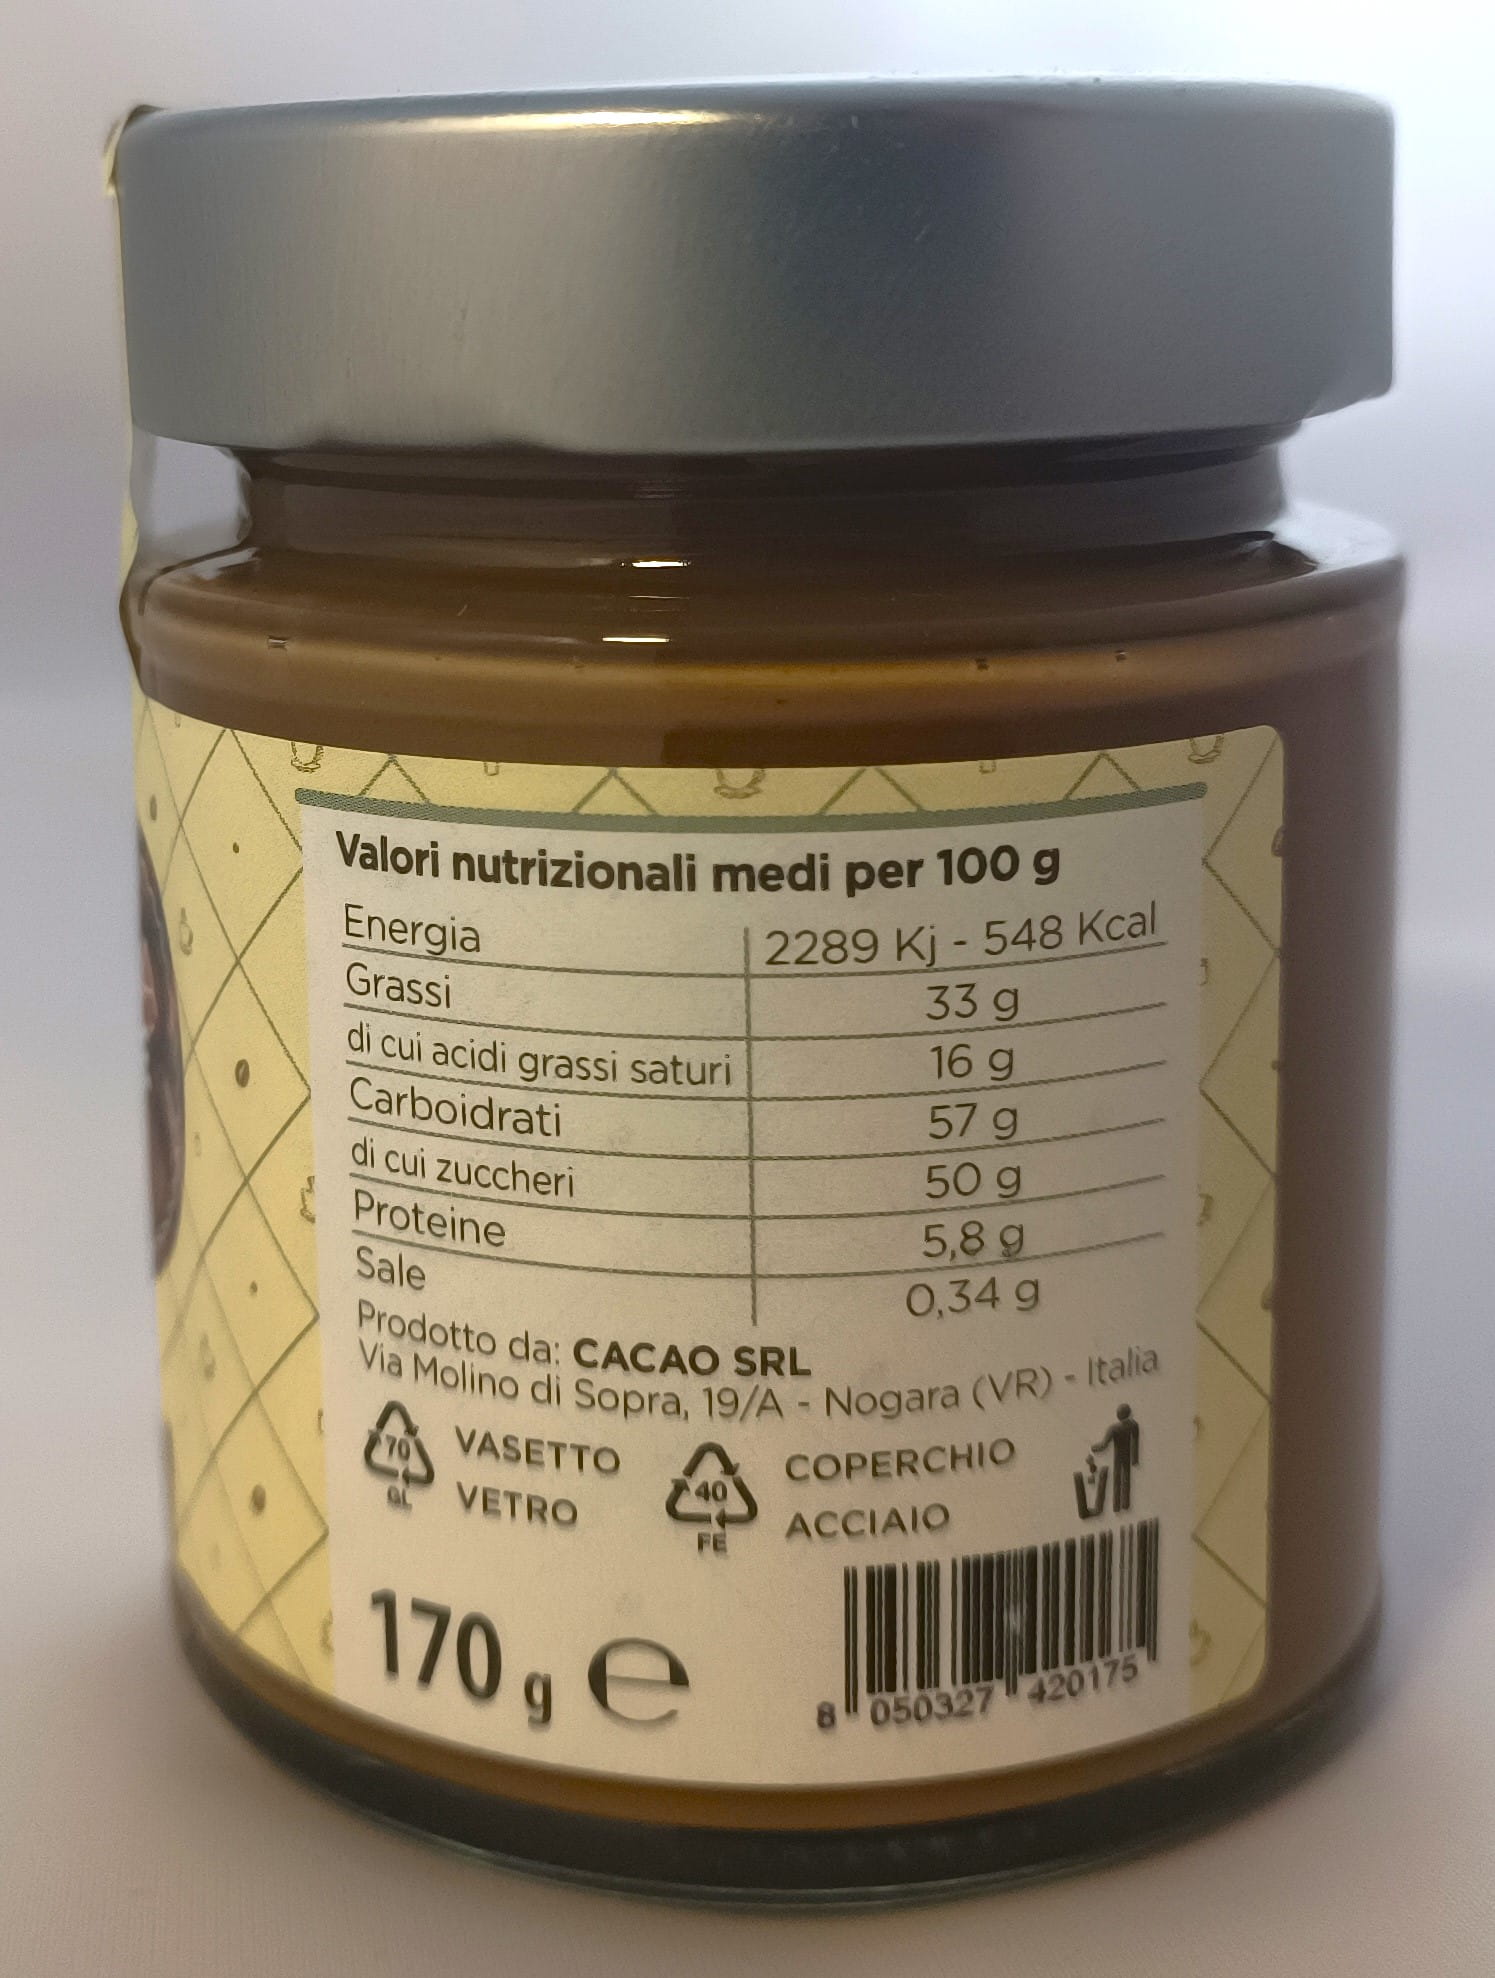 Valori nutrizionali medi per 100 g
Energia 2289 Kj - 548 Kcal
Grassi 33 g
di cui acidi grassi saturi 16 g
Carboidrati 57 g
di cui zuccheri 50 g
Proteine 5,8 g
Sale 0,34 g
Prodotto da: CACAO SRL
Via Molino di Sopra, 19/A - Nogara (VR) - Italia
70 VASETTO 40 COPERCHIO
GL VETRO FE ACCIAIO
170 g e
8 050327 420175